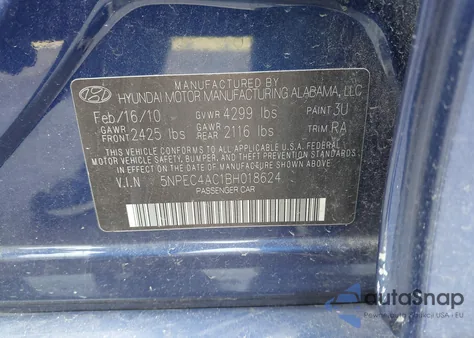 MANUFACTURED BY
HYUNDAI MOTOR MANUFACTURING ALABAMA, LLC
Feb/16/10 GVWR 4299 lbs PAINT 3U
GAWR FRONT 2425 lbs GAWR REAR 2116 lbs TRIM RA
THIS VEHICLE CONFORMS TO ALL APPLICABLE U.S.A FEDERAL
MOTOR VEHICLE SAFETY, BUMPER, AND THEFT PREVENTION
STANDARDS IN EFFECT ON THE DATE OF MANUFACTURE SHOWN ABOVE.
V.I.N 5NPEC4AC1BH018624
PASSENGER CAR
autoSnap
USA i EU